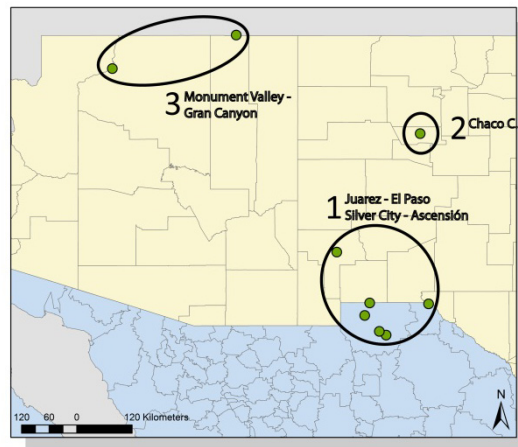 3 Monument Valley -
Gran Canyon
2 Chaco C.
1 Juarez - El Paso
Silver City - Ascensión
N
120 60 0 120 Kilometers